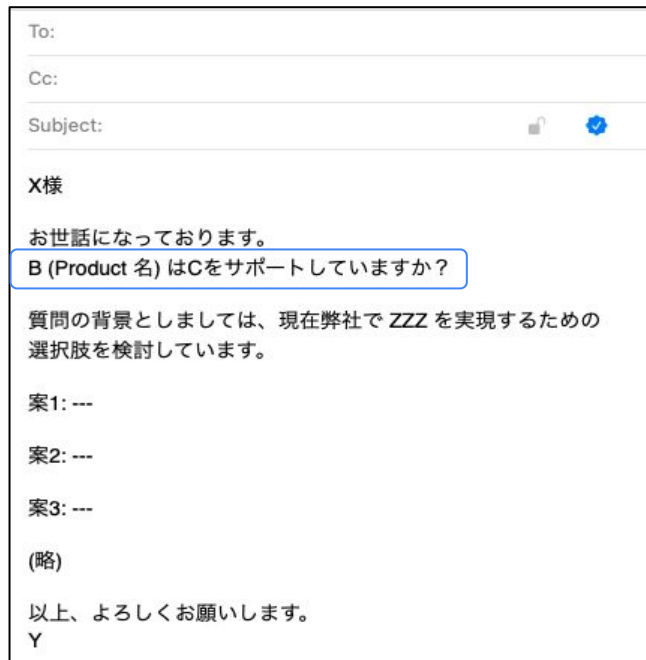 To:
Cc:
Subject:
X様
お世話になっております。
B (Product 名) はCをサポートしていますか？
質問の背景としましては、現在弊社で ZZZ を実現するための
選択肢を検討しています。
案1: ---
案2: ---
案3: ---
(略)
以上、よろしくお願いします。
Y